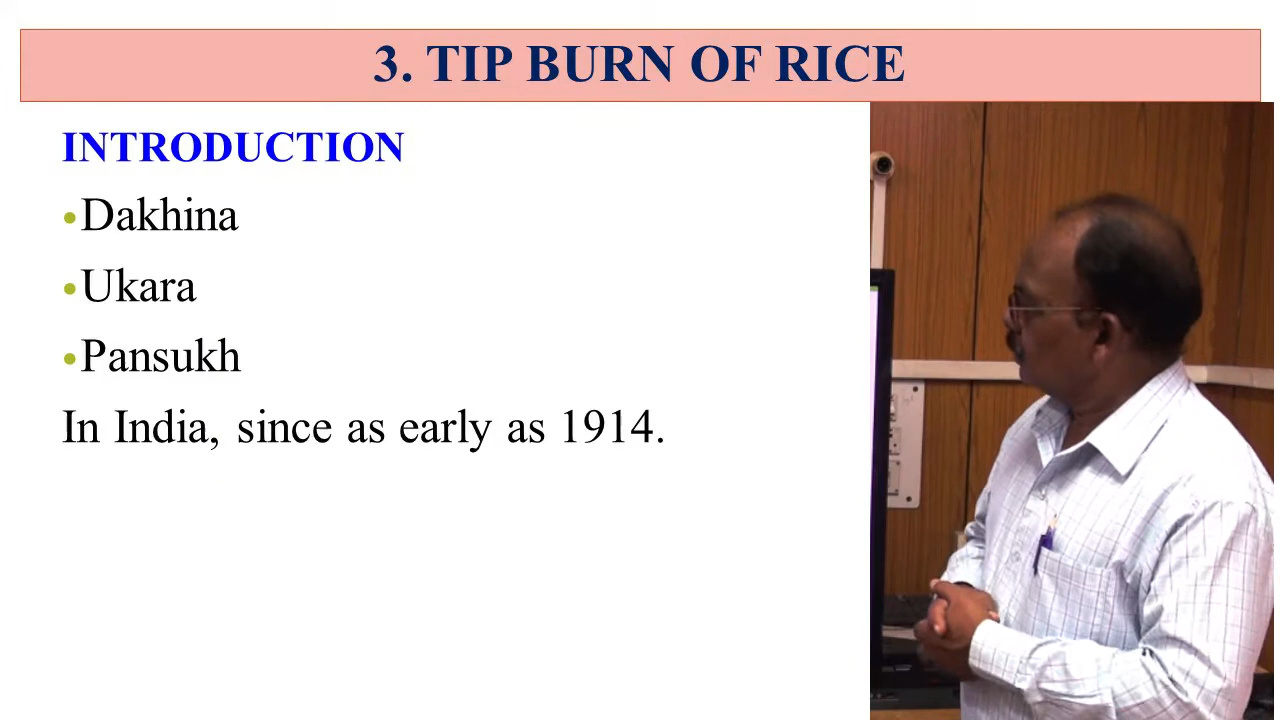 3. TIP BURN OF RICE
INTRODUCTION
•Dakhina
•Ukara
•Pansukh
In India, since as early as 1914.